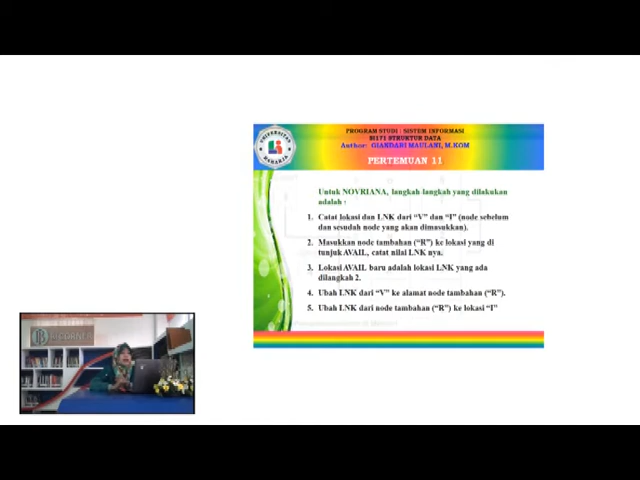 PROGRAM STUDI : SISTEM INFORMASI
SI171 STRUKTUR DATA
Author: GIANDARI MAULANI, M.KOM
PERTEMUAN 11
UNIVERSITAS
RAHARJA
Untuk NOVRIANA, langkah-langkah yang dilakukan
adalah :
1. Catat lokasi dan LNK dari “V” dan “I” (node sebelum
dan sesudah node yang akan dimasukkan).
2. Masukkan node tambahan (“R”) ke lokasi yang di
tunjuk AVAIL, catat nilai LNK nya.
3. Lokasi AVAIL baru adalah lokasi LNK yang ada
dilangkah 2.
4. Ubah LNK dari “V” ke alamat node tambahan (“R”).
5. Ubah LNK dari node tambahan (“R”) ke lokasi “I”